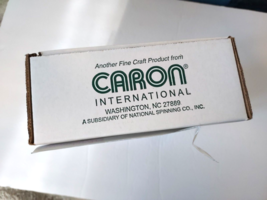 Another Fine Craft Product from
CARON®
INTERNATIONAL
WASHINGTON, NC 27889
A SUBSIDIARY OF NATIONAL SPINNING CO., INC.